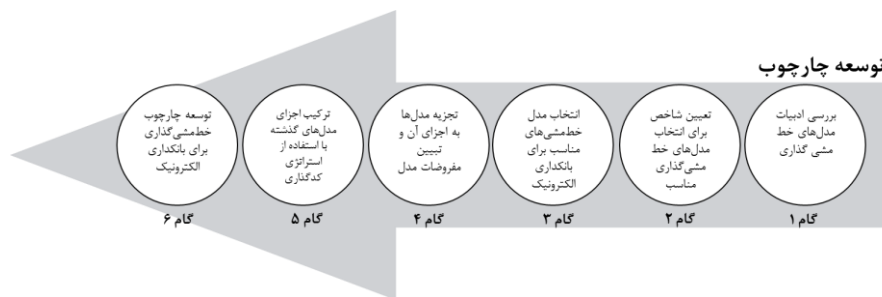 توسعه چارچوب
بررسی ادبیات
مدل‌های خط
مشی گذاری
گام ۱
تعیین شاخص
برای انتخاب
مدل‌های خط
مشی‌گذاری
مناسب
گام ۲
انتخاب مدل
خط‌مشی‌های
مناسب برای
بانکداری
الکترونیک
گام ۳
تجزیه مدل‌ها
به اجزای آن و
تبیین
مفروضات مدل
گام ۴
ترکیب اجزای
مدل‌های گذشته
با استفاده از
استراتژی
کدگذاری
گام ۵
توسعه چارچوب
خط‌مشی‌گذاری
برای بانکداری
الکترونیک
گام ۶